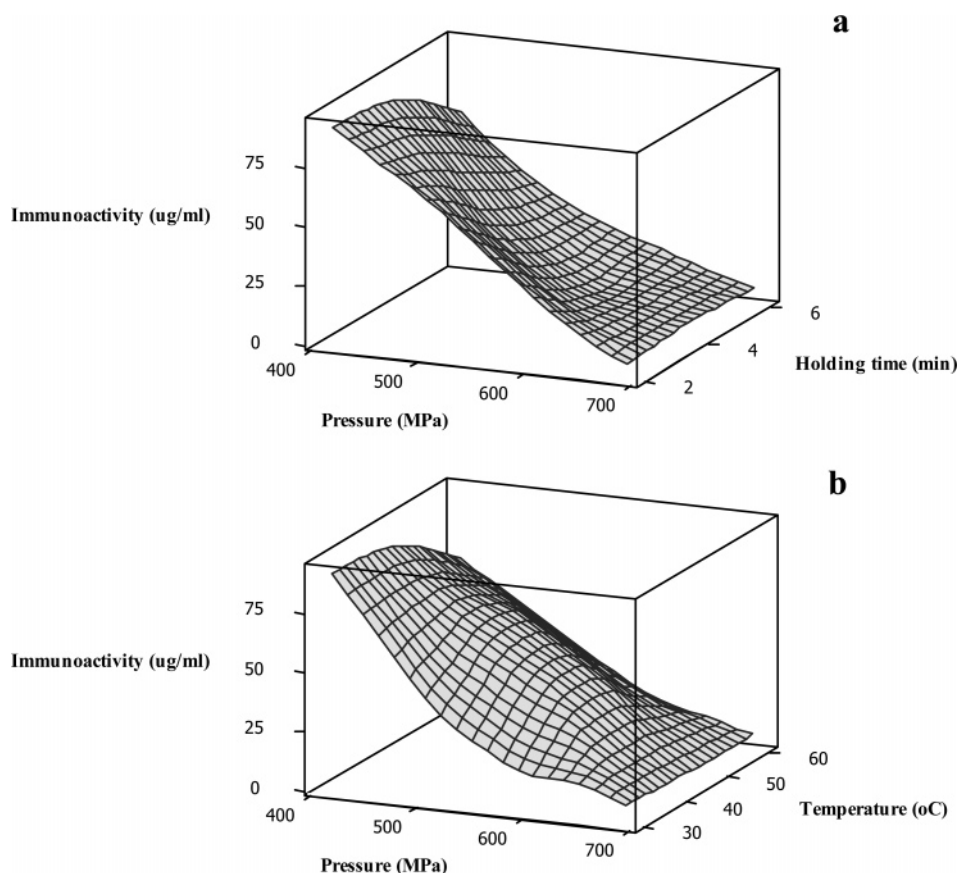 a
75
Immunoactivity (ug/ml)
50
25
0
400
500
600
700
2
4
6
Holding time (min)
Pressure (MPa)
b
75
Immunoactivity (ug/ml)
50
25
0
400
500
600
700
30
40
50
60
Temperature (oC)
Pressure (MPa)